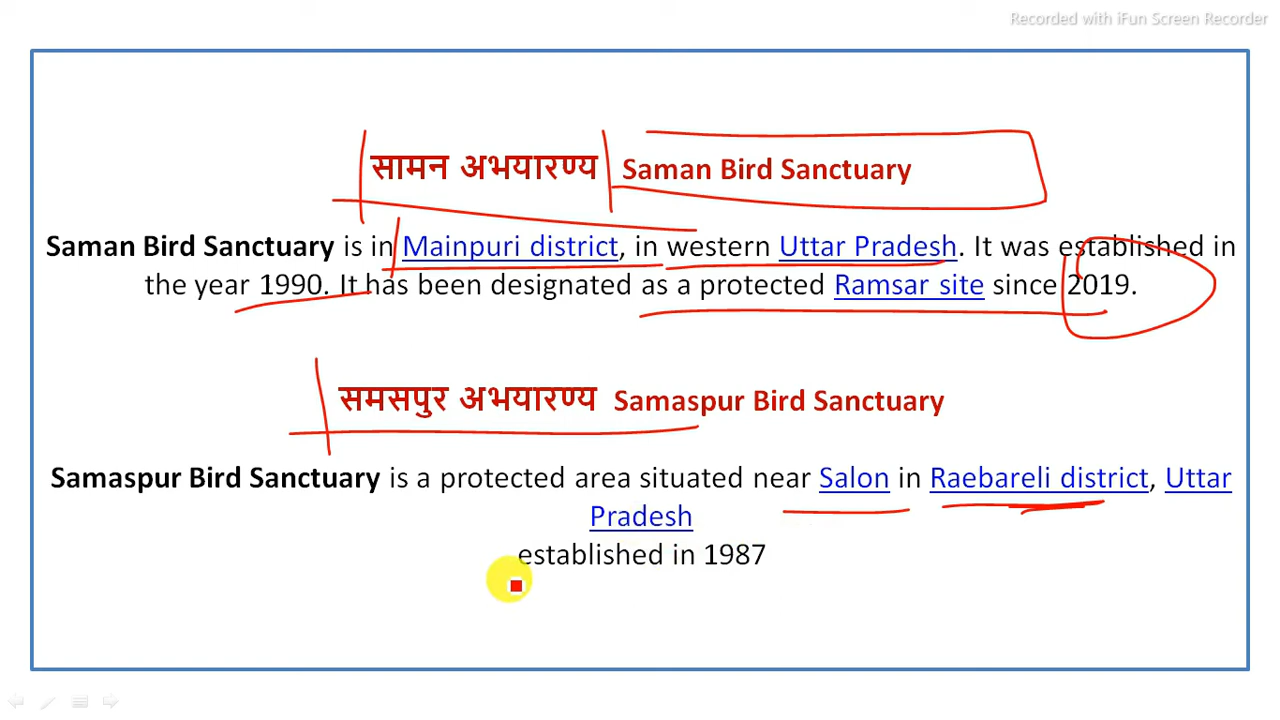 Recorded with iFun Screen Recorder
सामन अभयारण्य Saman Bird Sanctuary
Saman Bird Sanctuary is in Mainpuri district, in western Uttar Pradesh. It was established in
the year 1990. It has been designated as a protected Ramsar site since 2019.
समसपुर अभयारण्य Samaspur Bird Sanctuary
Samaspur Bird Sanctuary is a protected area situated near Salon in Raebareli district, Uttar
Pradesh
established in 1987